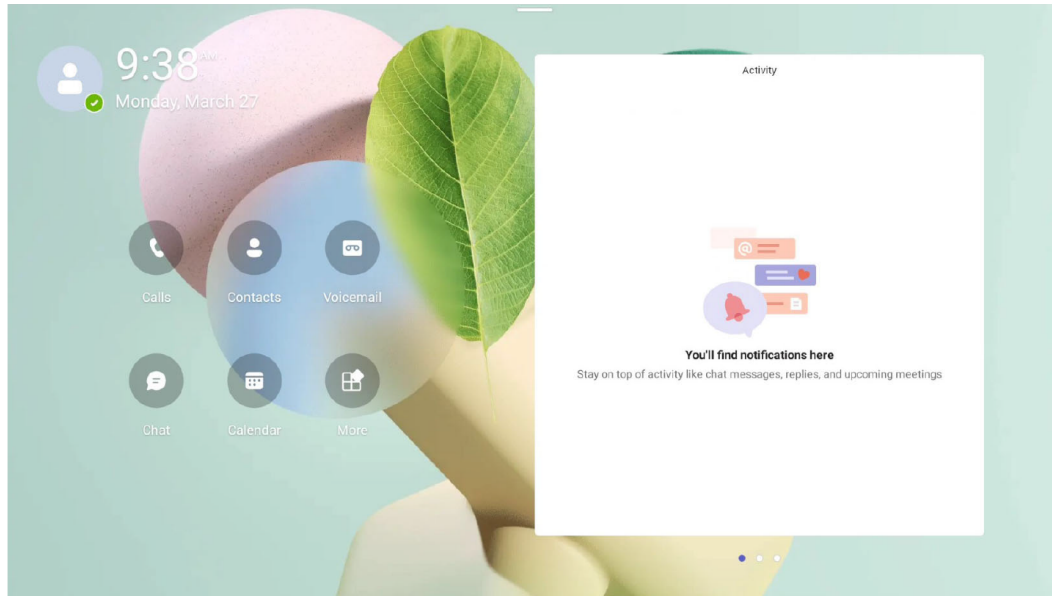 9:38 AM
Monday, March 27
Activity
Calls
Contacts
Voicemail
@
You'll find notifications here
Stay on top of activity like chat messages, replies, and upcoming meetings
Chat
Calendar
More